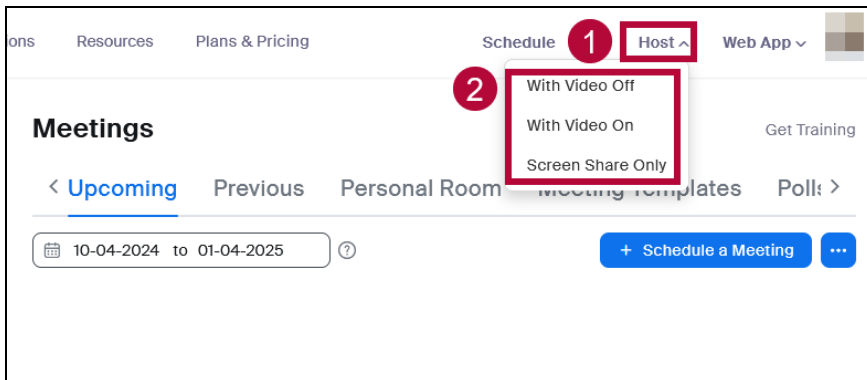 ions Resources Plans & Pricing Schedule 1 Host Web App
2 With Video Off
With Video On
Meetings Get Training
Screen Share Only
Upcoming Previous Personal Room Meeting Templates Polls
10-04-2024 to 01-04-2025 ? + Schedule a Meeting ...